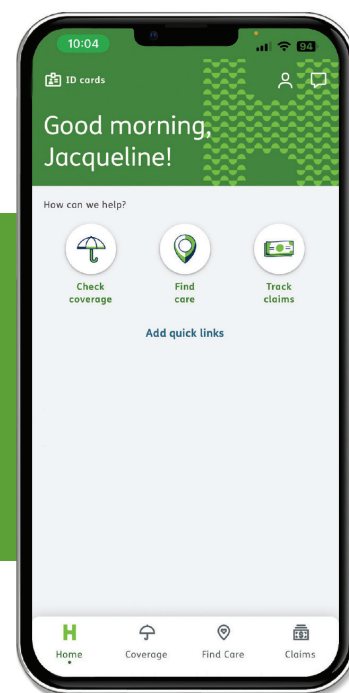 10:04
94
ID cards
Good morning,
Jacqueline!
How can we help?
Check
coverage
Find
care
Track
claims
Add quick links
H
Home
Coverage
Find Care
Claims